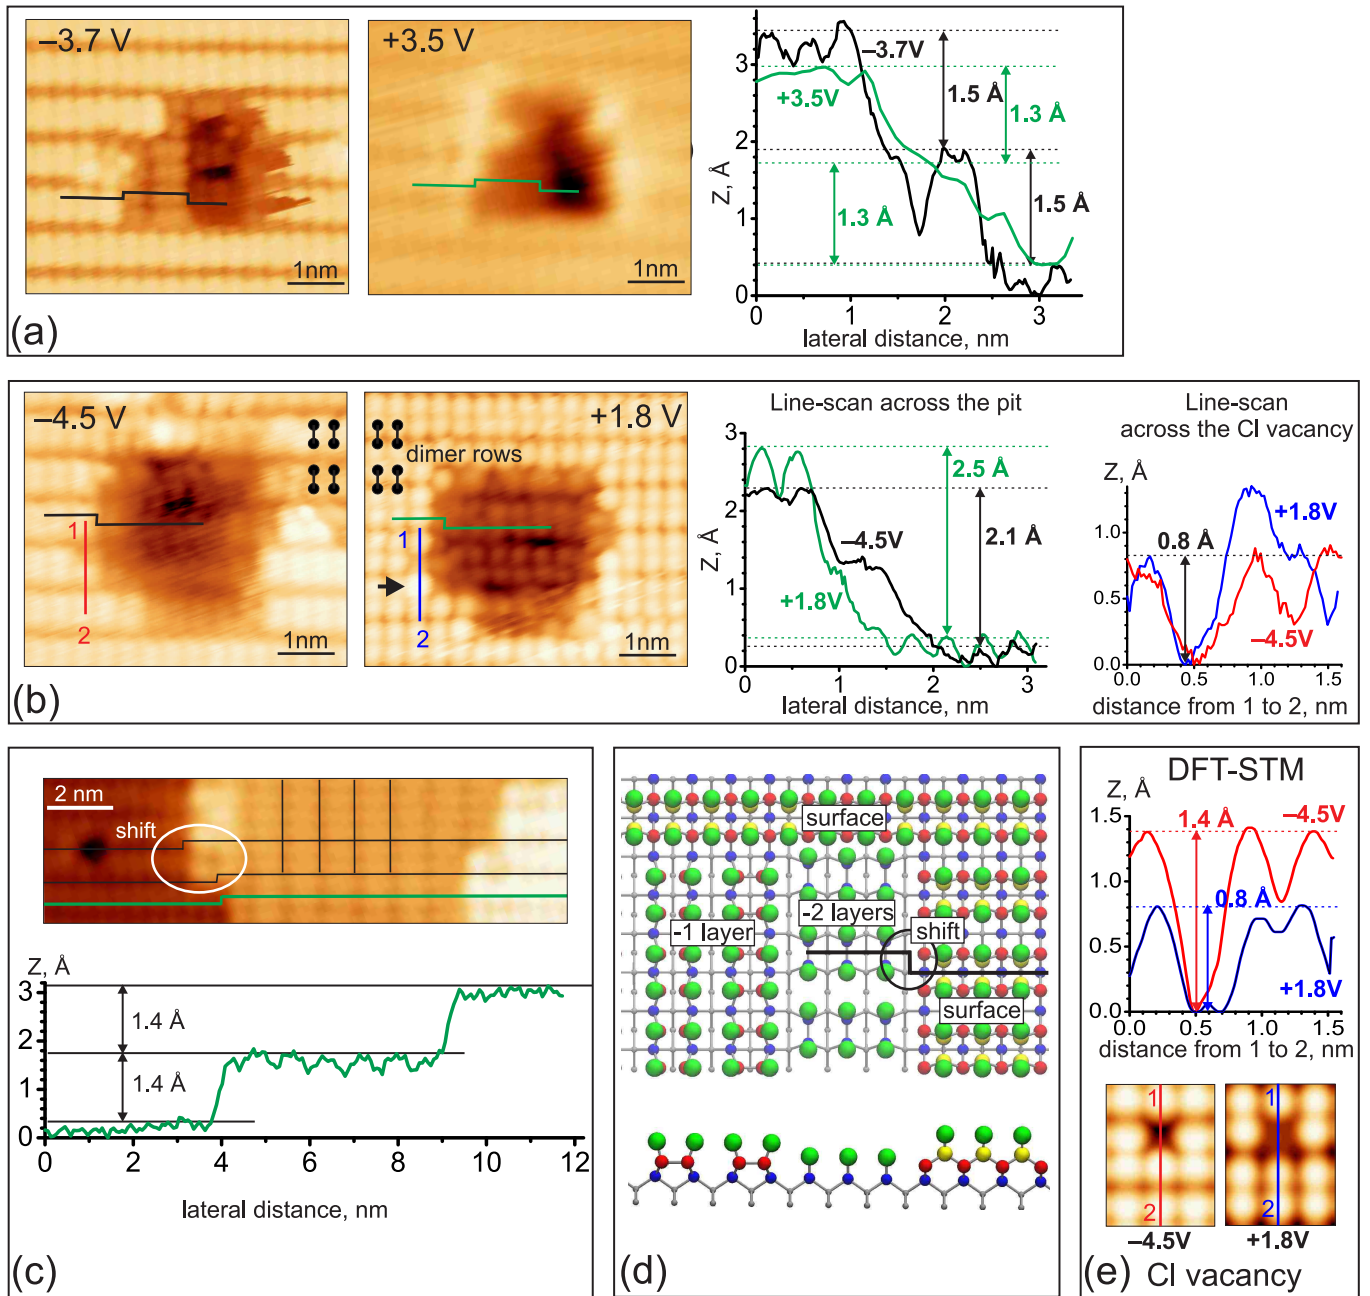 –3.7 V
1nm
+3.5 V
1nm
Z, Å
3
2
1
0
–3.7V
+3.5V
1.5 Å
1.3 Å
1.3 Å
1.5 Å
0 1 2 3
lateral distance, nm
(a)
–4.5 V
1
2
1nm
+1.8 V
dimer rows
1
2
1nm
Line-scan across the pit
Z, Å
3
2
1
0
2.5 Å
–4.5V
2.1 Å
+1.8V
0 1 2 3
lateral distance, nm
Line-scan
across the Cl vacancy
Z, Å
1.0
0.5
0.0
+1.8V
0.8 Å
–4.5V
0.0 0.5 1.0 1.5
distance from 1 to 2, nm
(b)
2 nm
shift
Z, Å
3
2
1
0
1.4 Å
1.4 Å
0 2 4 6 8 10 12
lateral distance, nm
(c)
surface
-2 layers
-1 layer
shift
surface
(d)
DFT-STM
Z, Å
1.5
1.0
0.5
0.0
1.4 Å
–4.5V
0.8 Å
+1.8V
0.0 0.5 1.0 1.5
distance from 1 to 2, nm
1
2
1
2
–4.5V
+1.8V
(e)
Cl vacancy